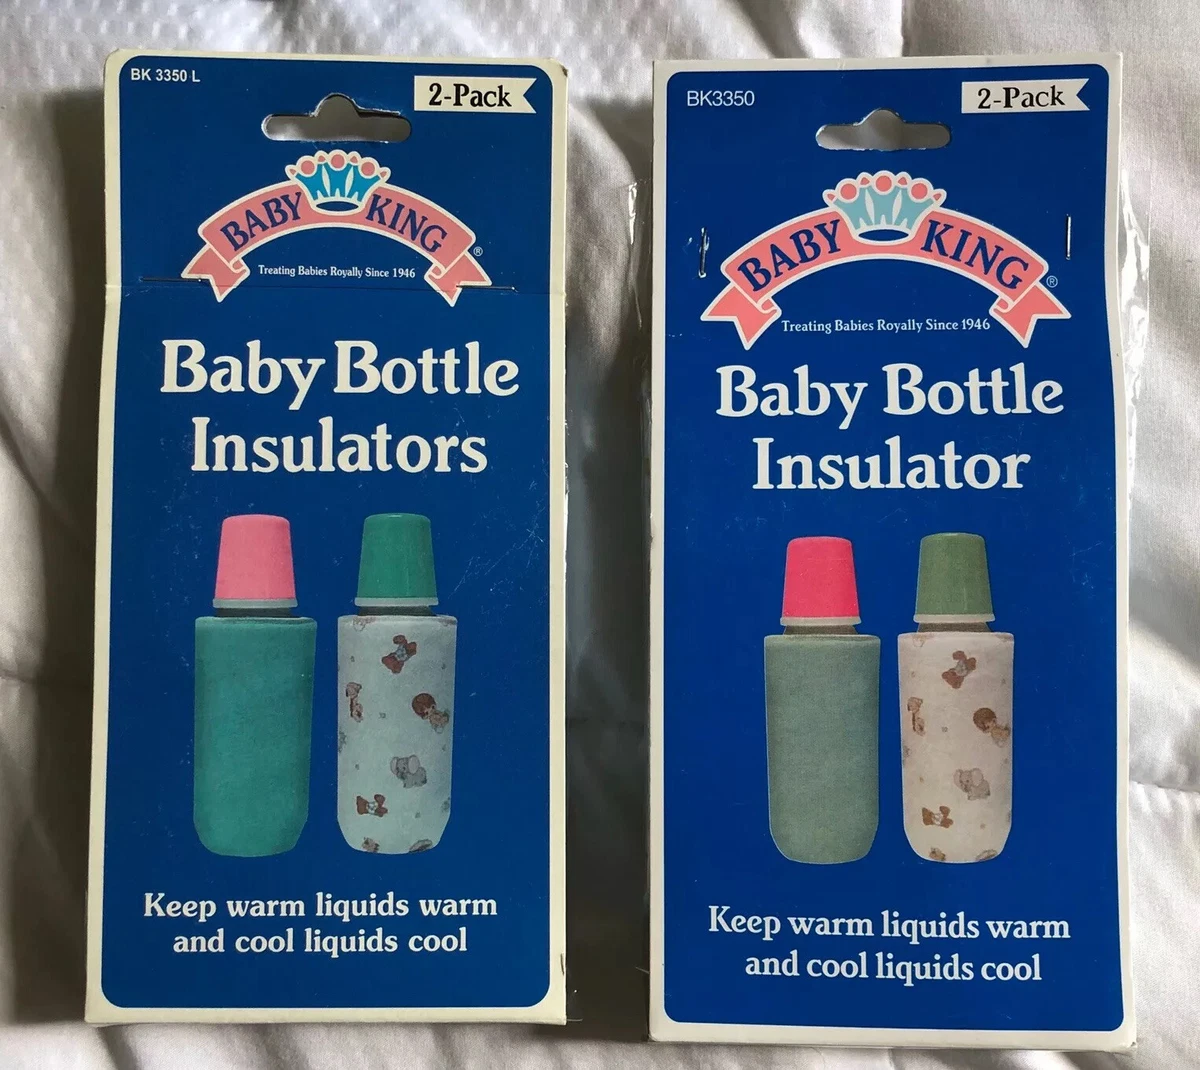 BK 3350 L
2-Pack
BABY KING ®
Treating Babies Royally Since 1946
Baby Bottle
Insulators
Keep warm liquids warm
and cool liquids cool
BK3350
2-Pack
BABY KING ®
Treating Babies Royally Since 1946
Baby Bottle
Insulator
Keep warm liquids warm
and cool liquids cool